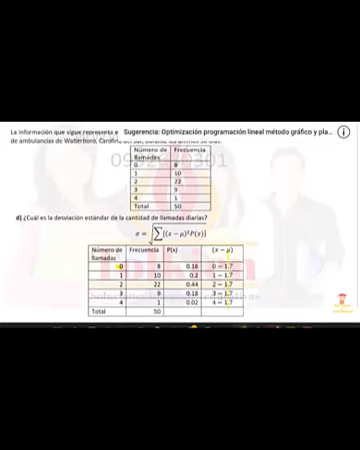 La información que sigue representa e
Sugerencia: Optimización programación lineal método gráfico y pla...
de ambulancias de Walterboro, Carolina
Número de llamadas Frecuencia
0 8
1 10
2 22
3 9
4 1
Total 50
d) ¿Cuál es la desviación estándar de la cantidad de llamadas diarias?
σ = √∑[(x − μ)²P(x)]
Número de llamadas Frecuencia P(x) (x − μ)
0 8 0.16 0 − 1.7
1 10 0.2 1 − 1.7
2 22 0.44 2 − 1.7
3 9 0.18 3 − 1.7
4 1 0.02 4 − 1.7
Total 50